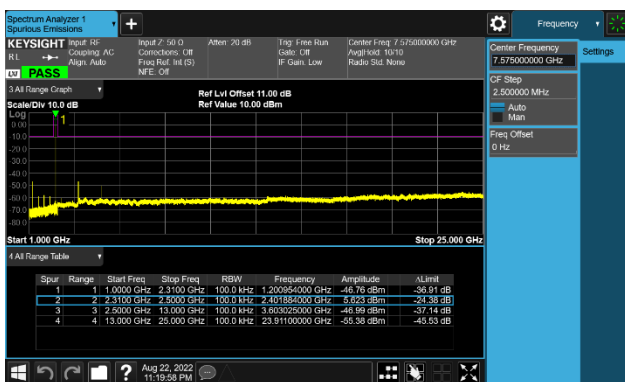 Spectrum Analyzer 1
Spurious Emissions
Frequency
KEYSIGHT
Input: RF
Coupling: AC
Align: Auto
Input Z: 50 Ω
Corrections: Off
Freq Ref: Int (S)
NFE: Off
Atten: 20 dB
Trig: Free Run
Gate: Off
IF Gain: Low
Center Freq: 7.575000000 GHz
Avg|Hold: 10/10
Radio Std: None
RL
LXI
PASS
Center Frequency
7.575000000 GHz
Settings
CF Step
2.500000 MHz
Auto
Man
Freq Offset
0 Hz
3 All Range Graph
Scale/Div 10.0 dB
Ref Lvl Offset 11.00 dB
Ref Value 10.00 dBm
Log
1
0.00
-10.0
-20.0
-30.0
-40.0
-50.0
-60.0
-70.0
-80.0
Start 1.000 GHz
Stop 25.000 GHz
4 All Range Table
Spur Range Start Freq Stop Freq RBW Frequency Amplitude ΔLimit
1 1 1.0000 GHz 2.3100 GHz 100.0 kHz 1.200954000 GHz -46.76 dBm -36.91 dB
2 2 2.3100 GHz 2.5000 GHz 100.0 kHz 2.401884000 GHz 5.623 dBm -24.38 dB
3 3 2.5000 GHz 13.000 GHz 100.0 kHz 3.603025000 GHz -46.99 dBm -37.14 dB
4 4 13.000 GHz 25.000 GHz 100.0 kHz 23.91100000 GHz -55.38 dBm -45.53 dB
?
Aug 22, 2022
11:19:58 PM